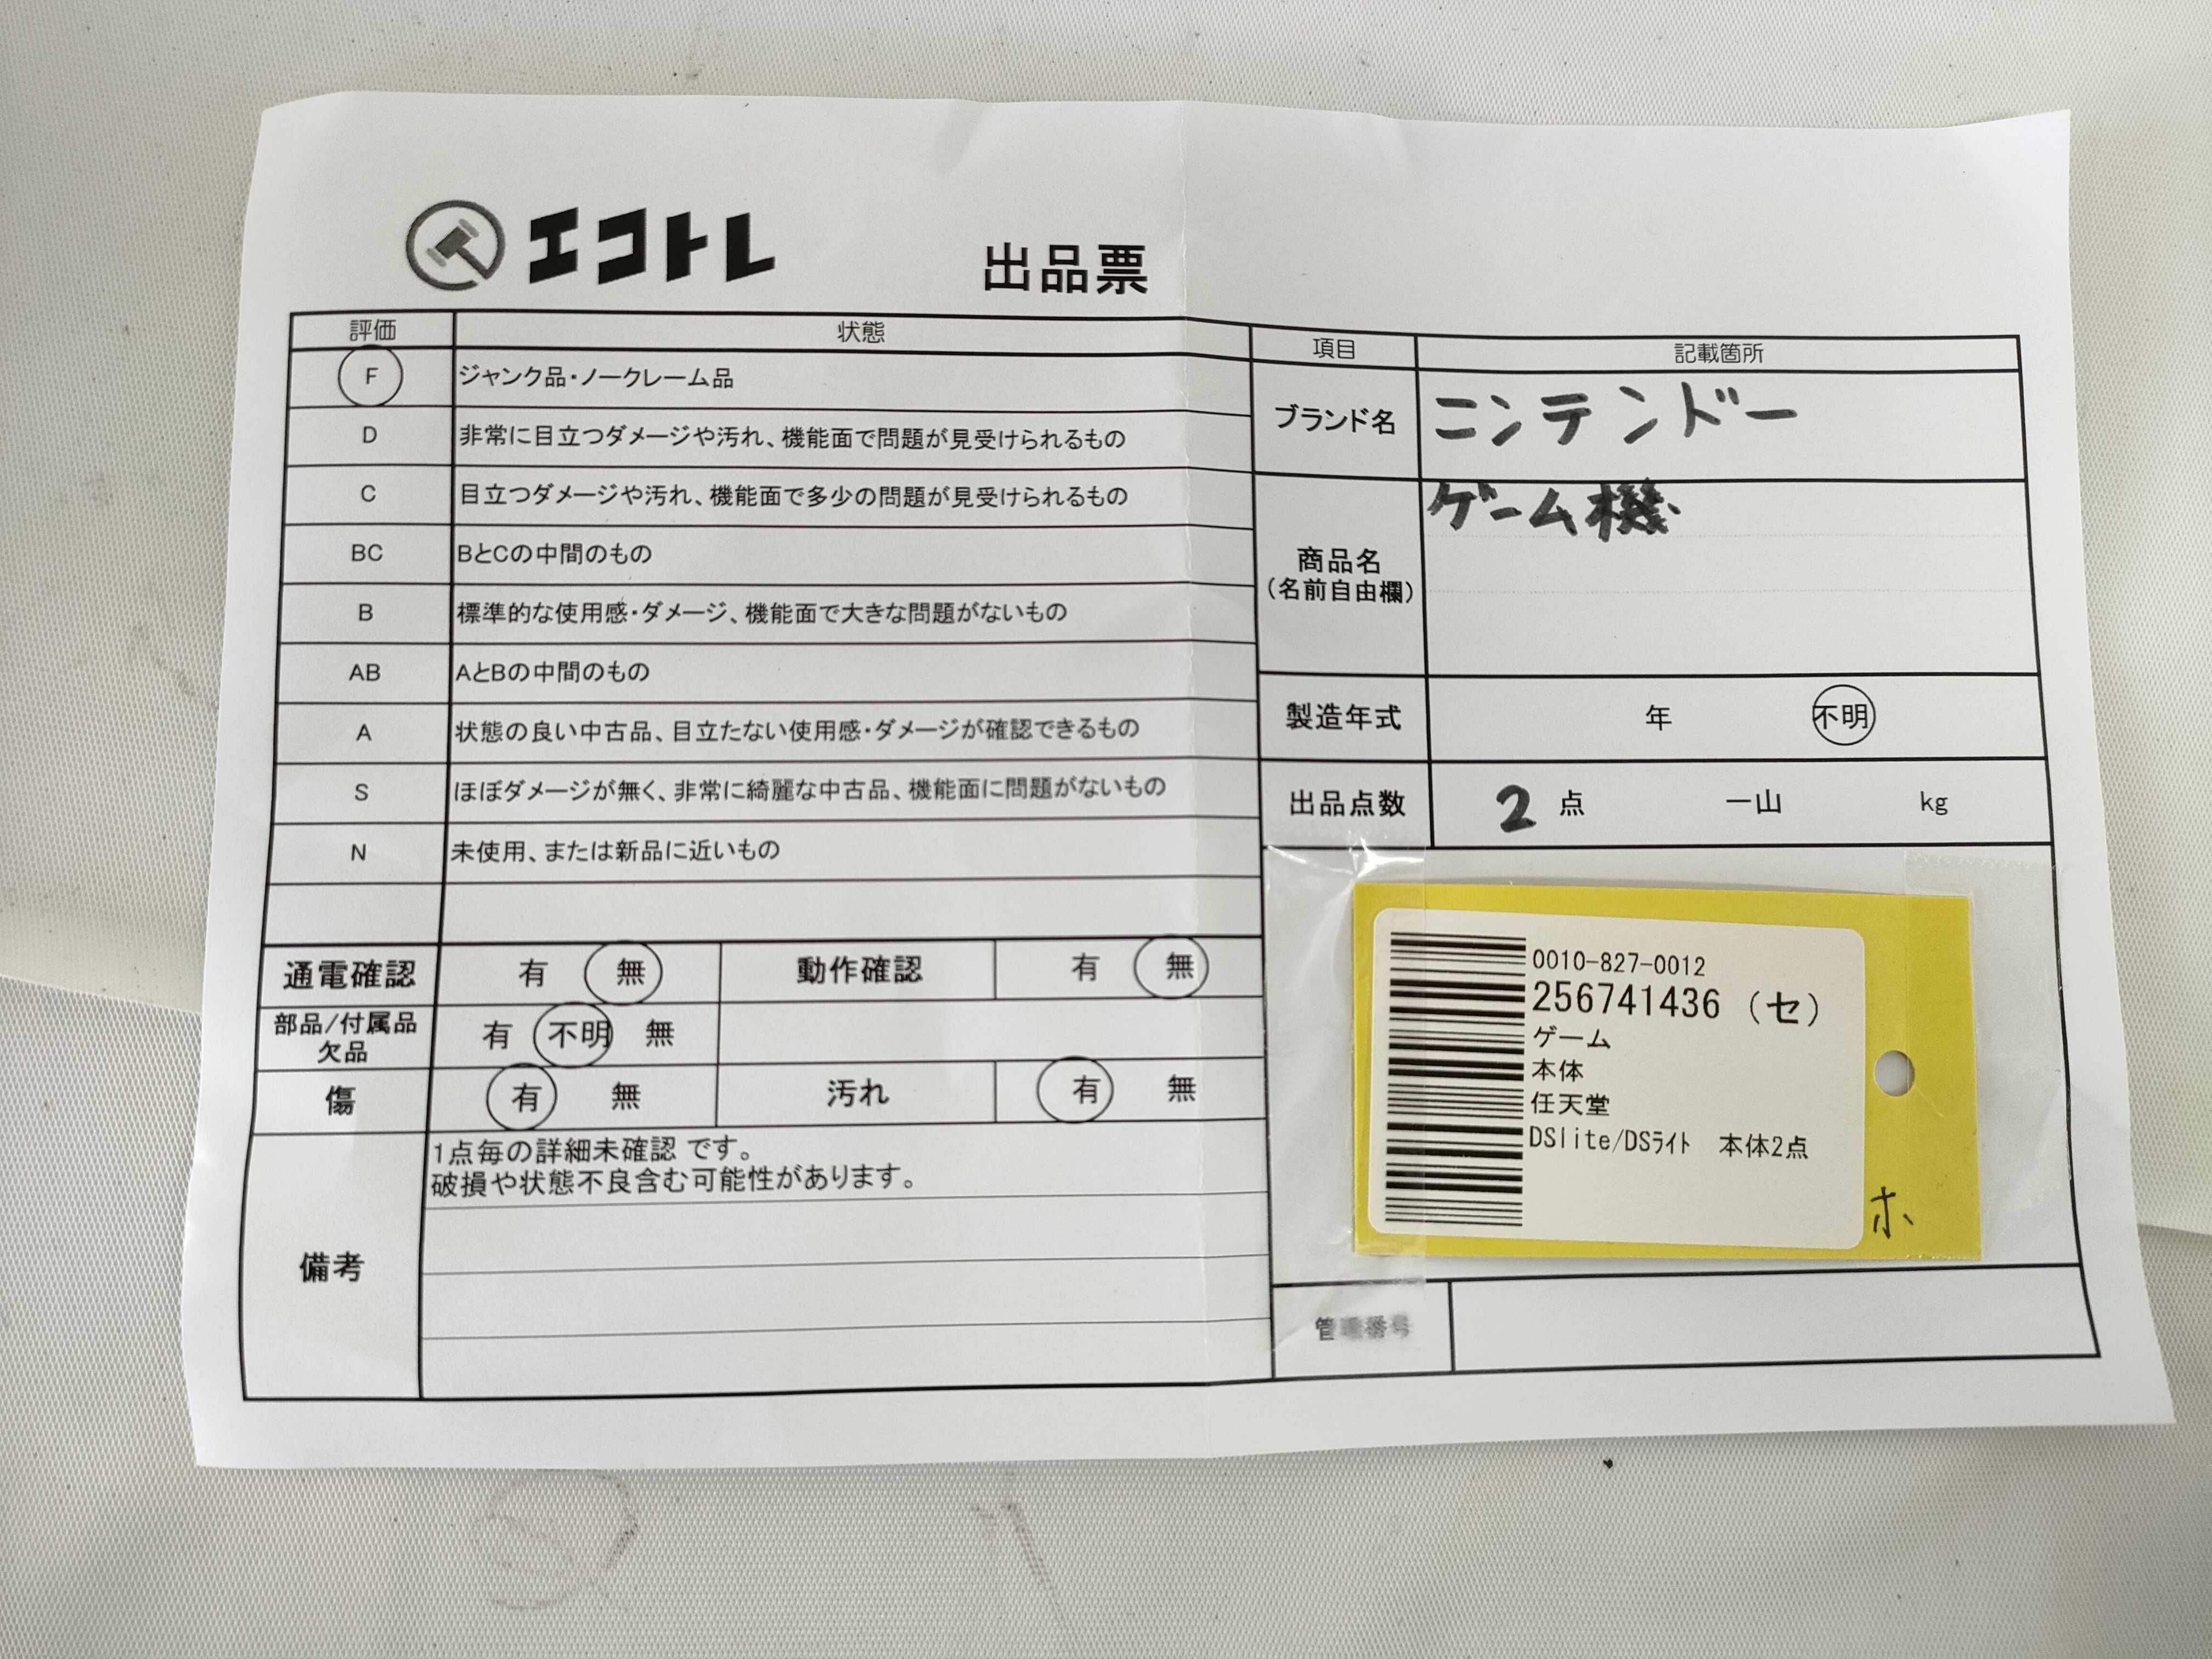 エコトレ
出品票
評価 状態
F ジャンク品・ノークレーム品
D 非常に目立つダメージや汚れ、機能面で問題が見受けられるもの
C 目立つダメージや汚れ、機能面で多少の問題が見受けられるもの
BC BとCの中間のもの
B 標準的な使用感・ダメージ、機能面で大きな問題がないもの
AB AとBの中間のもの
A 状態の良い中古品、目立たない使用感・ダメージが確認できるもの
S ほぼダメージが無く、非常に綺麗な中古品、機能面に問題がないもの
N 未使用、または新品に近いもの
通電確認 有 無 動作確認 有 無
部品/付属品
欠品
有 不明 無
傷 有 無 汚れ 有 無
備考
1点毎の詳細未確認 です。
破損や状態不良含む可能性があります。
項目 記載箇所
ブランド名 ニンテンドー
商品名
(名前自由欄)
ゲーム機
製造年式 年 不明
出品点数 2 点 一山 kg
0010-827-0012
256741436 (セ)
ゲーム
本体
任天堂
DSlite/DSﾗｲﾄ 本体2点
ホ
管理番号